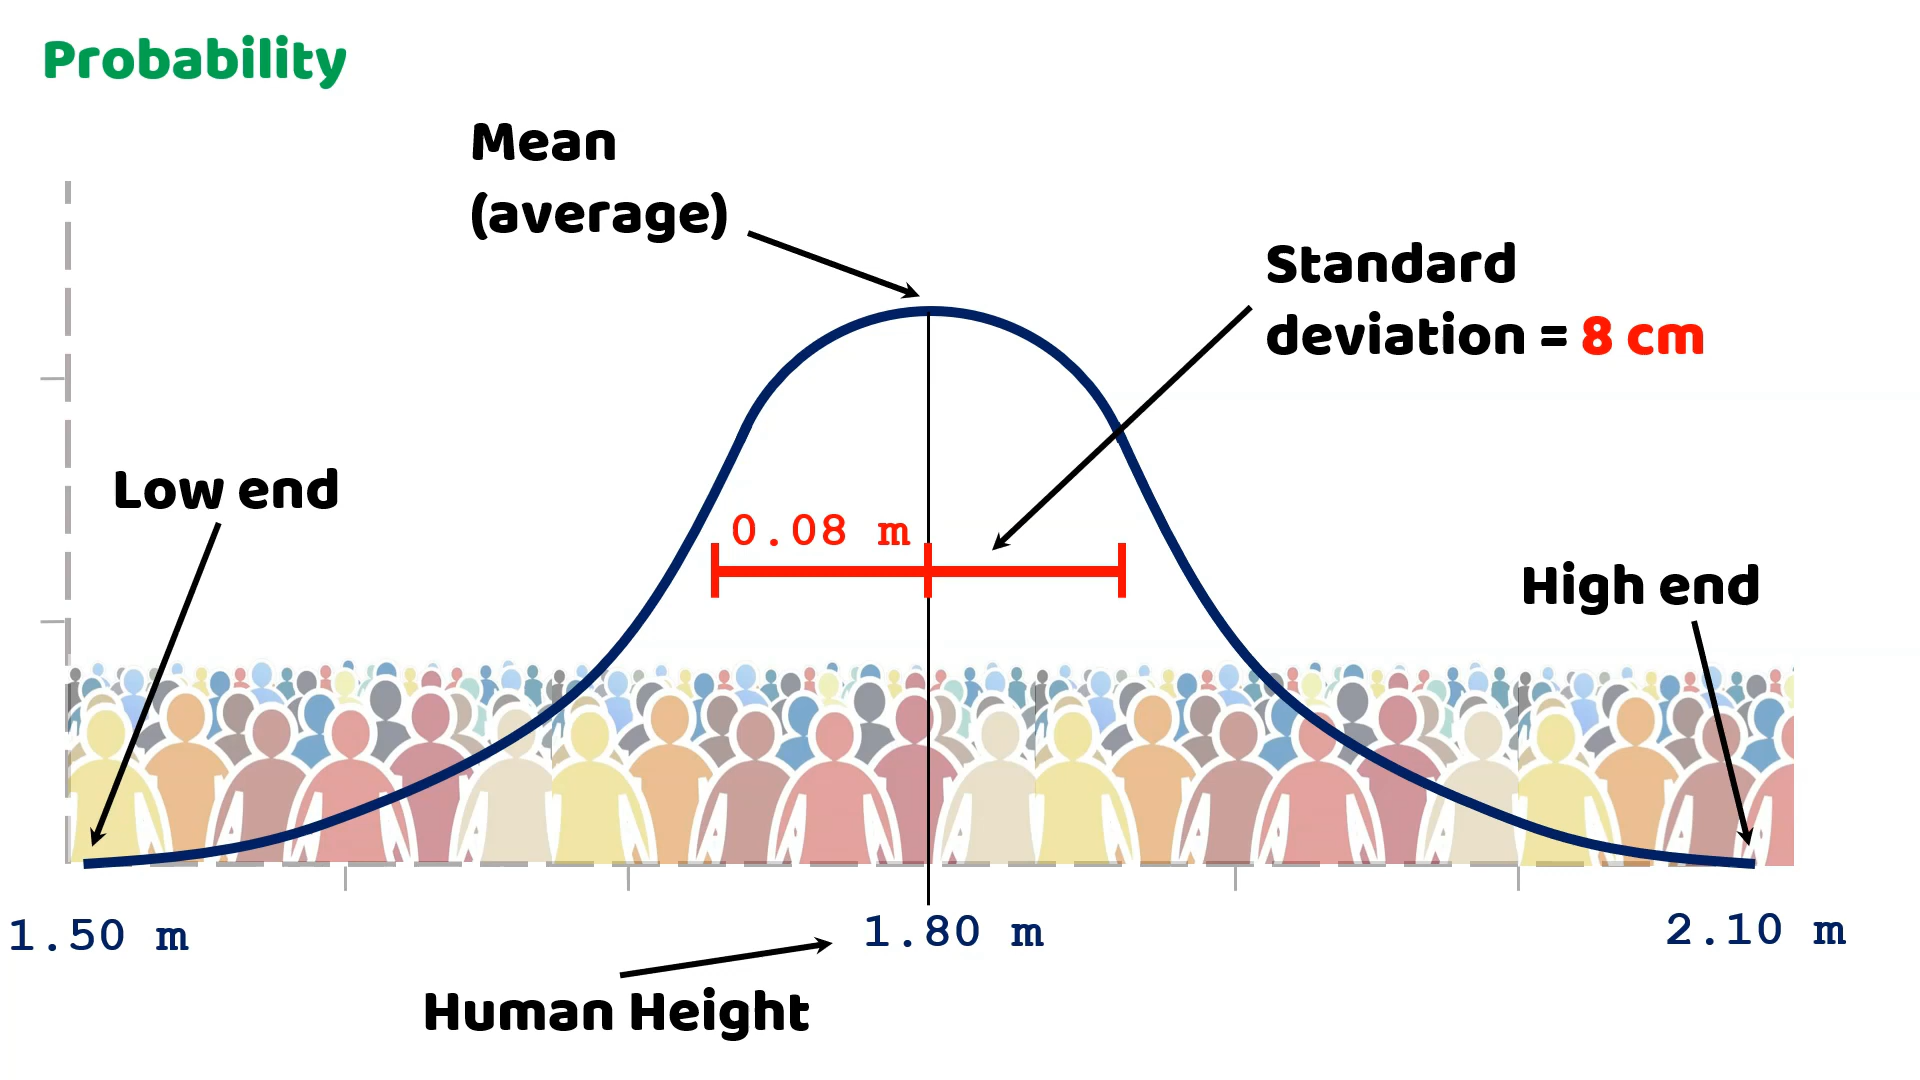 Probability
Mean
(average)
Standard
deviation = 8 cm
Low end
0.08 m
High end
1.50 m
1.80 m
2.10 m
Human Height